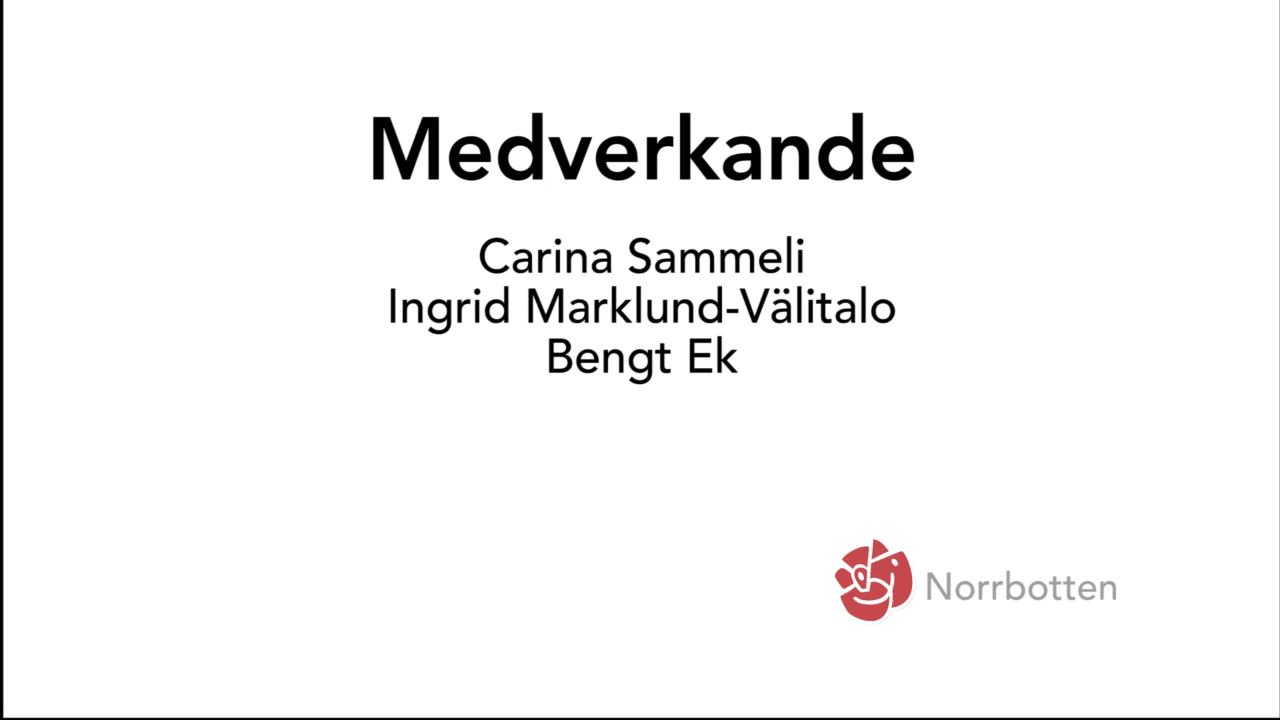 Medverkande
Carina Sammeli
Ingrid Marklund-Välitalo
Bengt Ek
Norrbotten